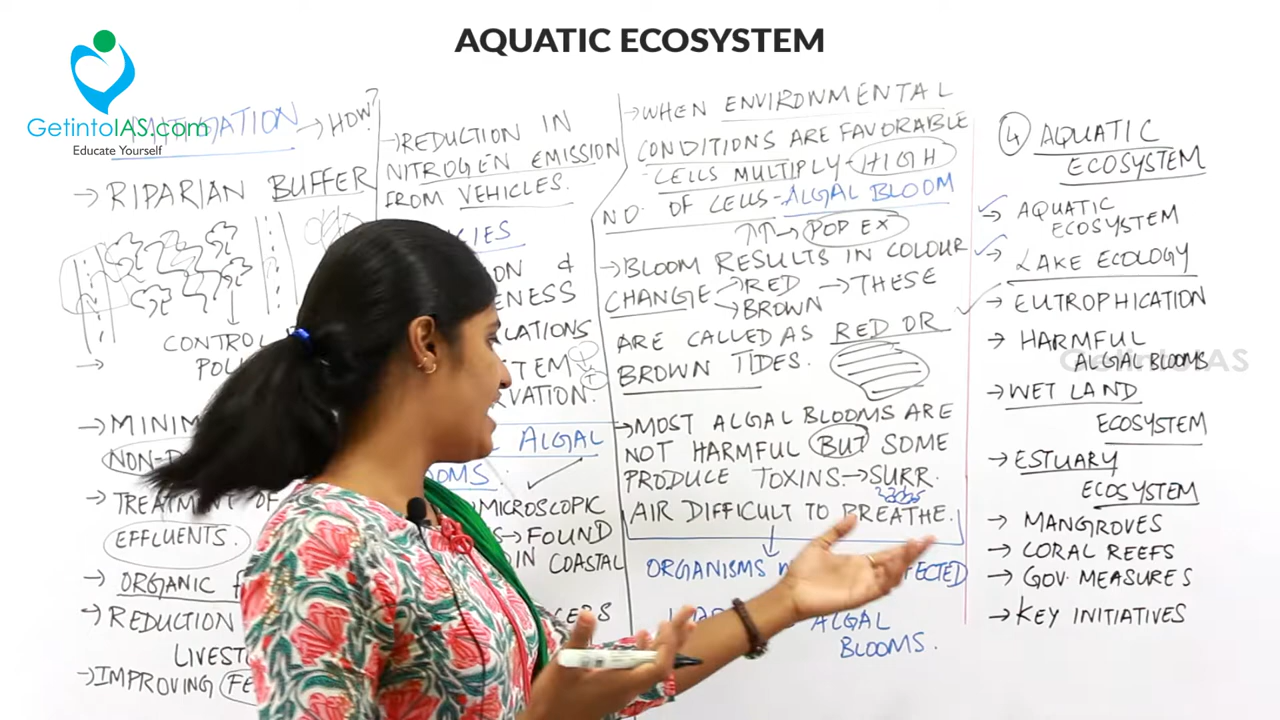 AQUATIC ECOSYSTEM
GetintoIAS.com
Educate Yourself
MITIGATION → HOW?
→ RIPARIAN BUFFER
CONTROL
→
→ MINIM
→ TREATMENT OF
EFFLUENTS.
→ ORGANIC
→ REDUCTION
LIVEST
→ IMPROVING FE
→ REDUCTION IN
NITROGEN EMISSION
FROM VEHICLES.
ALGAL
MICROSCOPIC
→ FOUND
IN COASTAL
→ WHEN ENVIRONMENTAL
CONDITIONS ARE FAVORABLE
- CELLS MULTIPLY - HIGH
NO. OF CELLS - ALGAL BLOOM
↑↑ → POP EX
→ BLOOM RESULTS IN COLOUR
CHANGE → RED → THESE
→ BROWN
ARE CALLED AS RED OR
BROWN TIDES.
→ MOST ALGAL BLOOMS ARE
NOT HARMFUL BUT SOME
PRODUCE TOXINS → SURR.
AIR DIFFICULT TO BREATHE.
ORGANISMS
ALGAL
BLOOMS.
④ AQUATIC
ECOSYSTEM
→ AQUATIC
ECOSYSTEM
→ LAKE ECOLOGY
→ EUTROPHICATION
→ HARMFUL
ALGAL BLOOMS
GetintoIAS
→ WET LAND
ECOSYSTEM
→ ESTUARY
ECOSYSTEM
→ MANGROVES
→ CORAL REEFS
→ GOV. MEASURES
→ KEY INITIATIVES